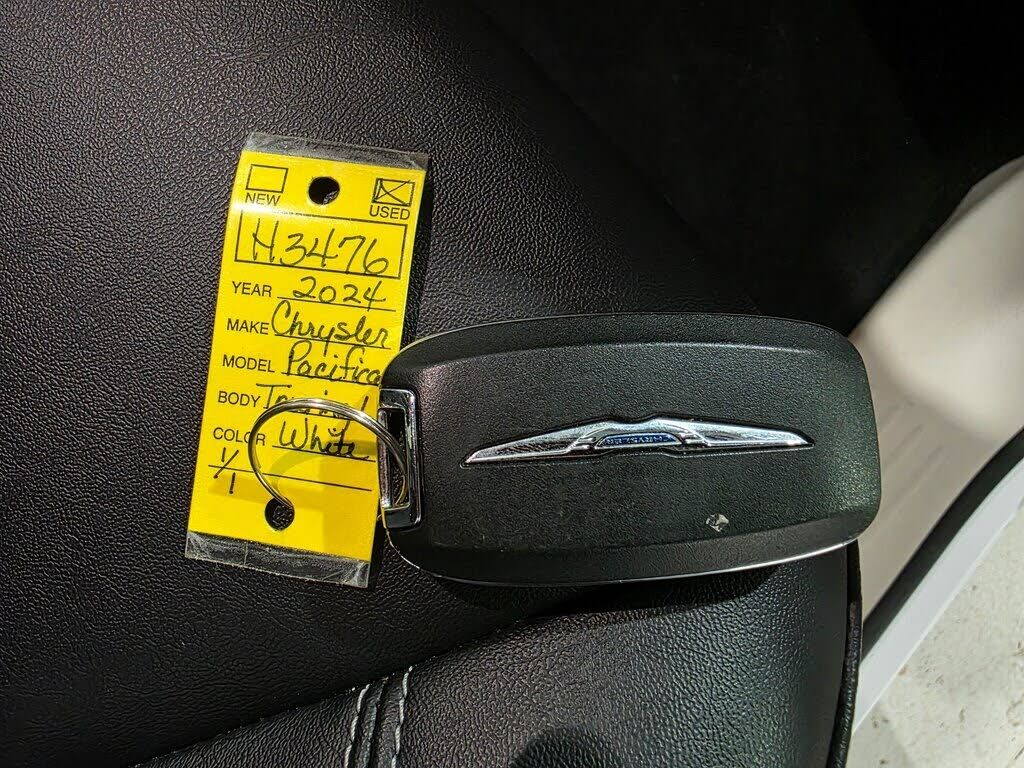 NEW USED
H3476
YEAR 2024
MAKE Chrysler
MODEL Pacifica
BODY
COLOR White
1/1
CHRYSLER